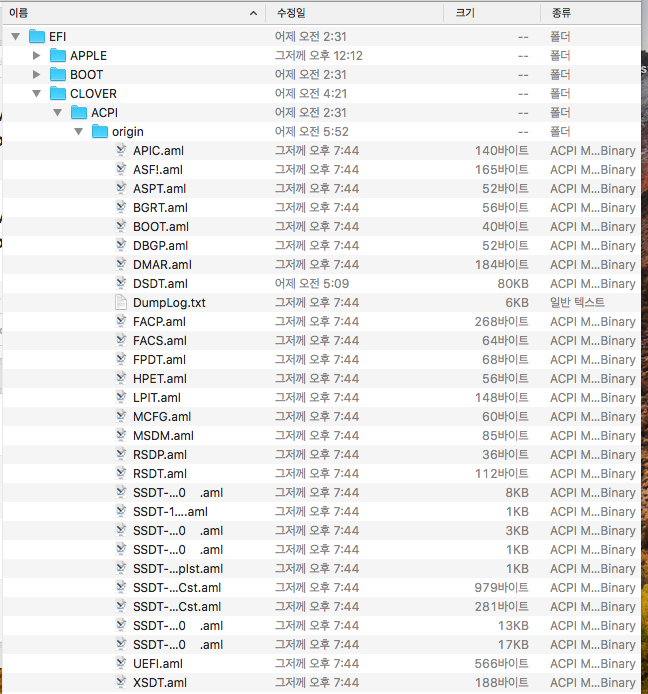 이름 수정일 크기 종류
EFI 어제 오전 2:31 -- 폴더
APPLE 그저께 오후 12:12 -- 폴더
BOOT 어제 오전 2:31 -- 폴더
CLOVER 어제 오전 4:21 -- 폴더
ACPI 어제 오전 2:31 -- 폴더
origin 어제 오전 5:52 -- 폴더
APIC.aml 그저께 오후 7:44 140바이트 ACPI M...Binary
ASF!.aml 그저께 오후 7:44 165바이트 ACPI M...Binary
ASPT.aml 그저께 오후 7:44 52바이트 ACPI M...Binary
BGRT.aml 그저께 오후 7:44 56바이트 ACPI M...Binary
BOOT.aml 그저께 오후 7:44 40바이트 ACPI M...Binary
DBGP.aml 그저께 오후 7:44 52바이트 ACPI M...Binary
DMAR.aml 그저께 오후 7:44 184바이트 ACPI M...Binary
DSDT.aml 어제 오전 5:09 80KB ACPI M...Binary
DumpLog.txt 그저께 오후 7:44 6KB 일반 텍스트
FACP.aml 그저께 오후 7:44 268바이트 ACPI M...Binary
FACS.aml 그저께 오후 7:44 64바이트 ACPI M...Binary
FPDT.aml 그저께 오후 7:44 68바이트 ACPI M...Binary
HPET.aml 그저께 오후 7:44 56바이트 ACPI M...Binary
LPIT.aml 그저께 오후 7:44 148바이트 ACPI M...Binary
MCFG.aml 그저께 오후 7:44 60바이트 ACPI M...Binary
MSDM.aml 그저께 오후 7:44 85바이트 ACPI M...Binary
RSDP.aml 그저께 오후 7:44 36바이트 ACPI M...Binary
RSDT.aml 그저께 오후 7:44 112바이트 ACPI M...Binary
SSDT-...0 .aml 그저께 오후 7:44 8KB ACPI M...Binary
SSDT-1....aml 그저께 오후 7:44 1KB ACPI M...Binary
SSDT-...0 .aml 그저께 오후 7:44 3KB ACPI M...Binary
SSDT-...0 .aml 그저께 오후 7:44 1KB ACPI M...Binary
SSDT-...plst.aml 그저께 오후 7:44 1KB ACPI M...Binary
SSDT-...Cst.aml 그저께 오후 7:44 979바이트 ACPI M...Binary
SSDT-...Cst.aml 그저께 오후 7:44 281바이트 ACPI M...Binary
SSDT-...0 .aml 그저께 오후 7:44 13KB ACPI M...Binary
SSDT-...0 .aml 그저께 오후 7:44 17KB ACPI M...Binary
UEFI.aml 그저께 오후 7:44 566바이트 ACPI M...Binary
XSDT.aml 그저께 오후 7:44 188바이트 ACPI M...Binary